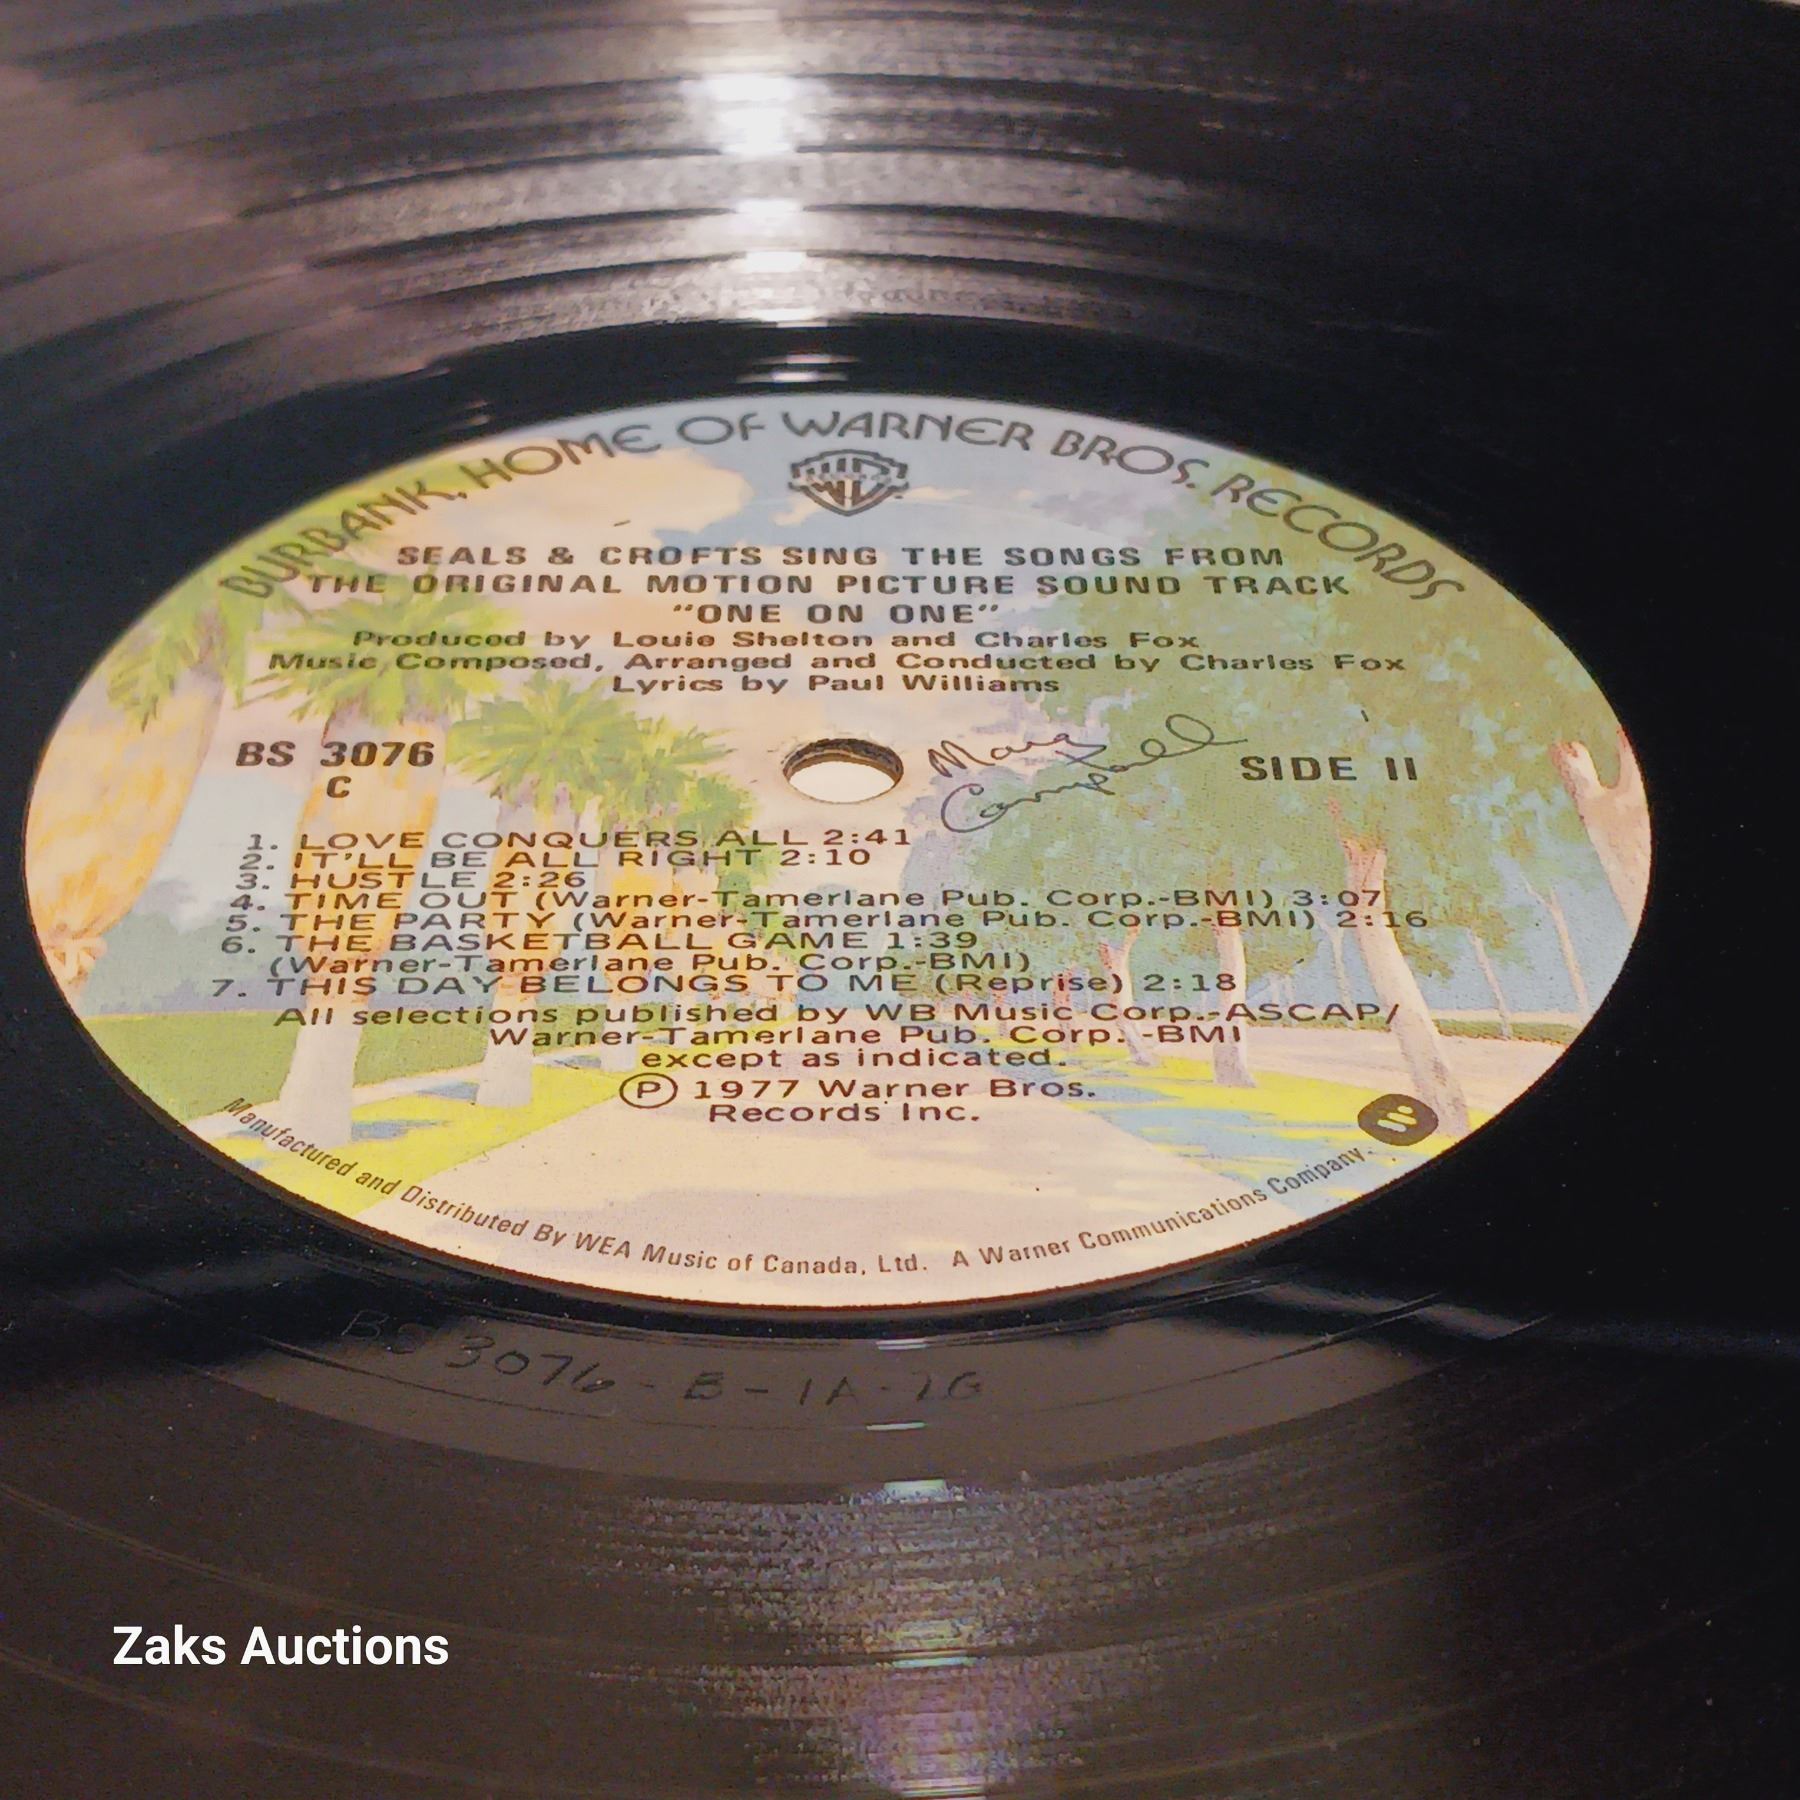 BURBANK, HOME OF WARNER BROS. RECORDS
SEALS & CROFTS SING THE SONGS FROM
THE ORIGINAL MOTION PICTURE SOUND TRACK
"ONE ON ONE"
Produced by Louie Shelton and Charles Fox
Music Composed, Arranged and Conducted by Charles Fox
Lyrics by Paul Williams
BS 3076
C
Campbell
SIDE II
1. LOVE CONQUERS ALL 2:41
2. IT'LL BE ALL RIGHT 2:10
3. HUSTLE 2:26
4. TIME OUT (Warner-Tamerlane Pub. Corp.-BMI) 3:07
5. THE PARTY (Warner-Tamerlane Pub. Corp.-BMI) 2:16
6. THE BASKETBALL GAME 1:39
(Warner-Tamerlane Pub. Corp.-BMI)
7. THIS DAY BELONGS TO ME (Reprise) 2:18
All selections published by WB Music Corp.-ASCAP/
Warner-Tamerlane Pub. Corp. -BMI
except as indicated.
Ⓟ 1977 Warner Bros.
Records Inc.
Manufactured and Distributed By WEA Music of Canada, Ltd. A Warner Communications Company.
BS 3076-B-1A-
Zaks Auctions